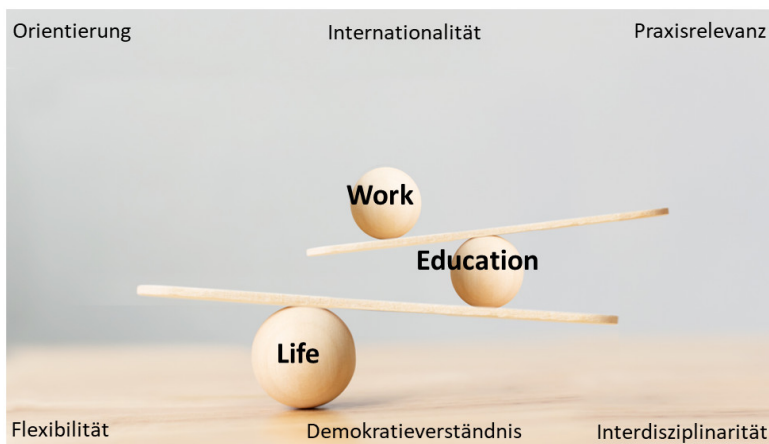 Orientierung
Internationalität
Praxisrelevanz
Work
Education
Life
Flexibilität
Demokratieverständnis
Interdisziplinarität